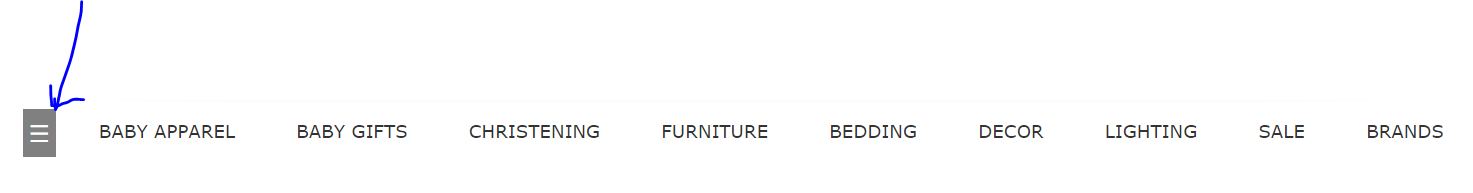 ☰ BABY APPAREL BABY GIFTS CHRISTENING FURNITURE BEDDING DECOR LIGHTING SALE BRANDS